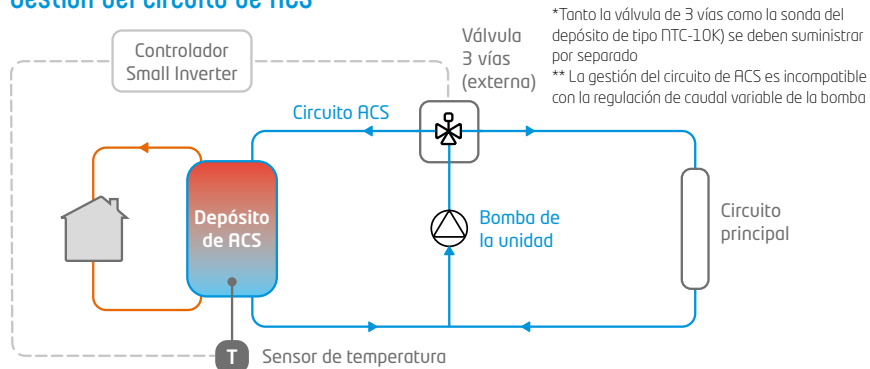 Gestión del circuito de ACS
*Tanto la válvula de 3 vías como la sonda del
depósito de tipo NTC-10K) se deben suministrar
por separado
** La gestión del circuito de ACS es incompatible
con la regulación de caudal variable de la bomba
Controlador
Small Inverter
Válvula
3 vías
(externa)
Circuito ACS
Depósito
de ACS
Bomba de
la unidad
Circuito
principal
T
Sensor de temperatura